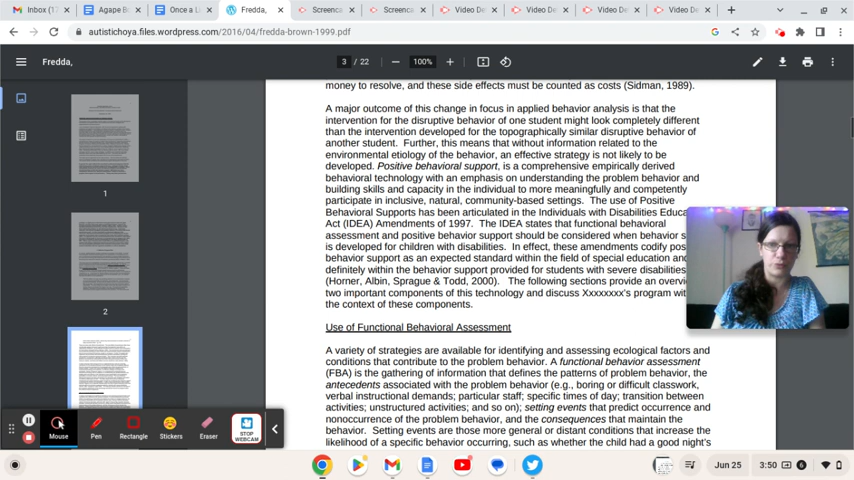 Inbox (17
Agape Bo
Once a Li
Fredda,
Screenca
Screenca
Video De
Video De
Video De
Video De
autistichoya.files.wordpress.com/2016/04/fredda-brown-1999.pdf
Fredda,
3 / 22
100%
1
2
money to resolve, and these side effects must be counted as costs (Sidman, 1989).
A major outcome of this change in focus in applied behavior analysis is that the
intervention for the disruptive behavior of one student might look completely different
than the intervention developed for the topographically similar disruptive behavior of
another student. Further, this means that without information related to the
environmental etiology of the behavior, an effective strategy is not likely to be
developed. Positive behavioral support, is a comprehensive empirically derived
behavioral technology with an emphasis on understanding the problem behavior and
building skills and capacity in the individual to more meaningfully and competently
participate in inclusive, natural, community-based settings. The use of Positive
Behavioral Supports has been articulated in the Individuals with Disabilities Educa
Act (IDEA) Amendments of 1997. The IDEA states that functional behavioral
assessment and positive behavior support should be considered when behavior s
is developed for children with disabilities. In effect, these amendments codify pos
behavior support as an expected standard within the field of special education and
definitely within the behavior support provided for students with severe disabilities
(Horner, Albin, Sprague & Todd, 2000). The following sections provide an overvi
two important components of this technology and discuss Xxxxxxxx's program wit
the context of these components.
Use of Functional Behavioral Assessment
A variety of strategies are available for identifying and assessing ecological factors and
conditions that contribute to the problem behavior. A functional behavior assessment
(FBA) is the gathering of information that defines the patterns of problem behavior, the
antecedents associated with the problem behavior (e.g., boring or difficult classwork,
verbal instructional demands; particular staff; specific times of day; transition between
activities; unstructured activities; and so on); setting events that predict occurrence and
nonoccurrence of the problem behavior, and the consequences that maintain the
behavior. Setting events are those more general or distant conditions that increase the
likelihood of a specific behavior occurring, such as whether the child had a good night's
Mouse
Pen
Rectangle
Stickers
Eraser
STOP
WEBCAM
Jun 25
3:50
6